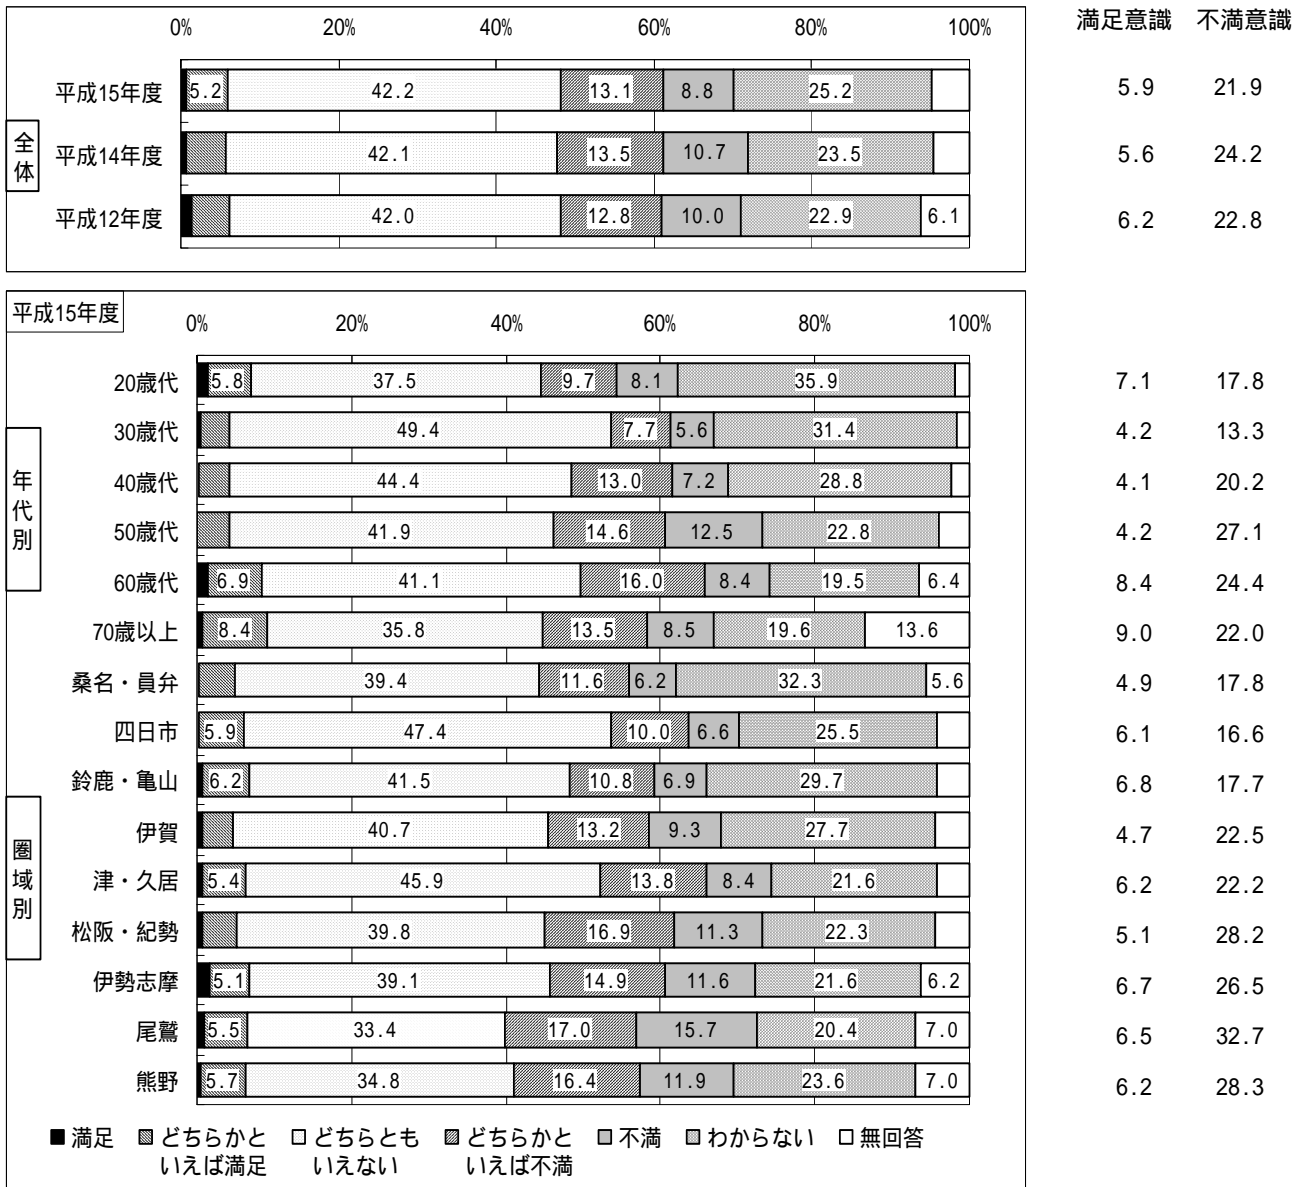 0% 20% 40% 60% 80% 100% 満足意識 不満意識
平成15年度 5.2 42.2 13.1 8.8 25.2 5.9 21.9
全体
平成14年度 42.1 13.5 10.7 23.5 5.6 24.2
平成12年度 42.0 12.8 10.0 22.9 6.1 6.2 22.8
平成15年度
0% 20% 40% 60% 80% 100%
20歳代 5.8 37.5 9.7 8.1 35.9 7.1 17.8
30歳代 49.4 7.7 5.6 31.4 4.2 13.3
年代別
40歳代 44.4 13.0 7.2 28.8 4.1 20.2
50歳代 41.9 14.6 12.5 22.8 4.2 27.1
60歳代 6.9 41.1 16.0 8.4 19.5 6.4 8.4 24.4
70歳以上 8.4 35.8 13.5 8.5 19.6 13.6 9.0 22.0
桑名・員弁 39.4 11.6 6.2 32.3 5.6 4.9 17.8
四日市 5.9 47.4 10.0 6.6 25.5 6.1 16.6
鈴鹿・亀山 6.2 41.5 10.8 6.9 29.7 6.8 17.7
伊賀 40.7 13.2 9.3 27.7 4.7 22.5
圏域別
津・久居 5.4 45.9 13.8 8.4 21.6 6.2 22.2
松阪・紀勢 39.8 16.9 11.3 22.3 5.1 28.2
伊勢志摩 5.1 39.1 14.9 11.6 21.6 6.2 6.7 26.5
尾鷲 5.5 33.4 17.0 15.7 20.4 7.0 6.5 32.7
熊野 5.7 34.8 16.4 11.9 23.6 7.0 6.2 28.3
満足 どちらかと どちらとも どちらかと 不満 わからない 無回答
いえば満足 いえない いえば不満